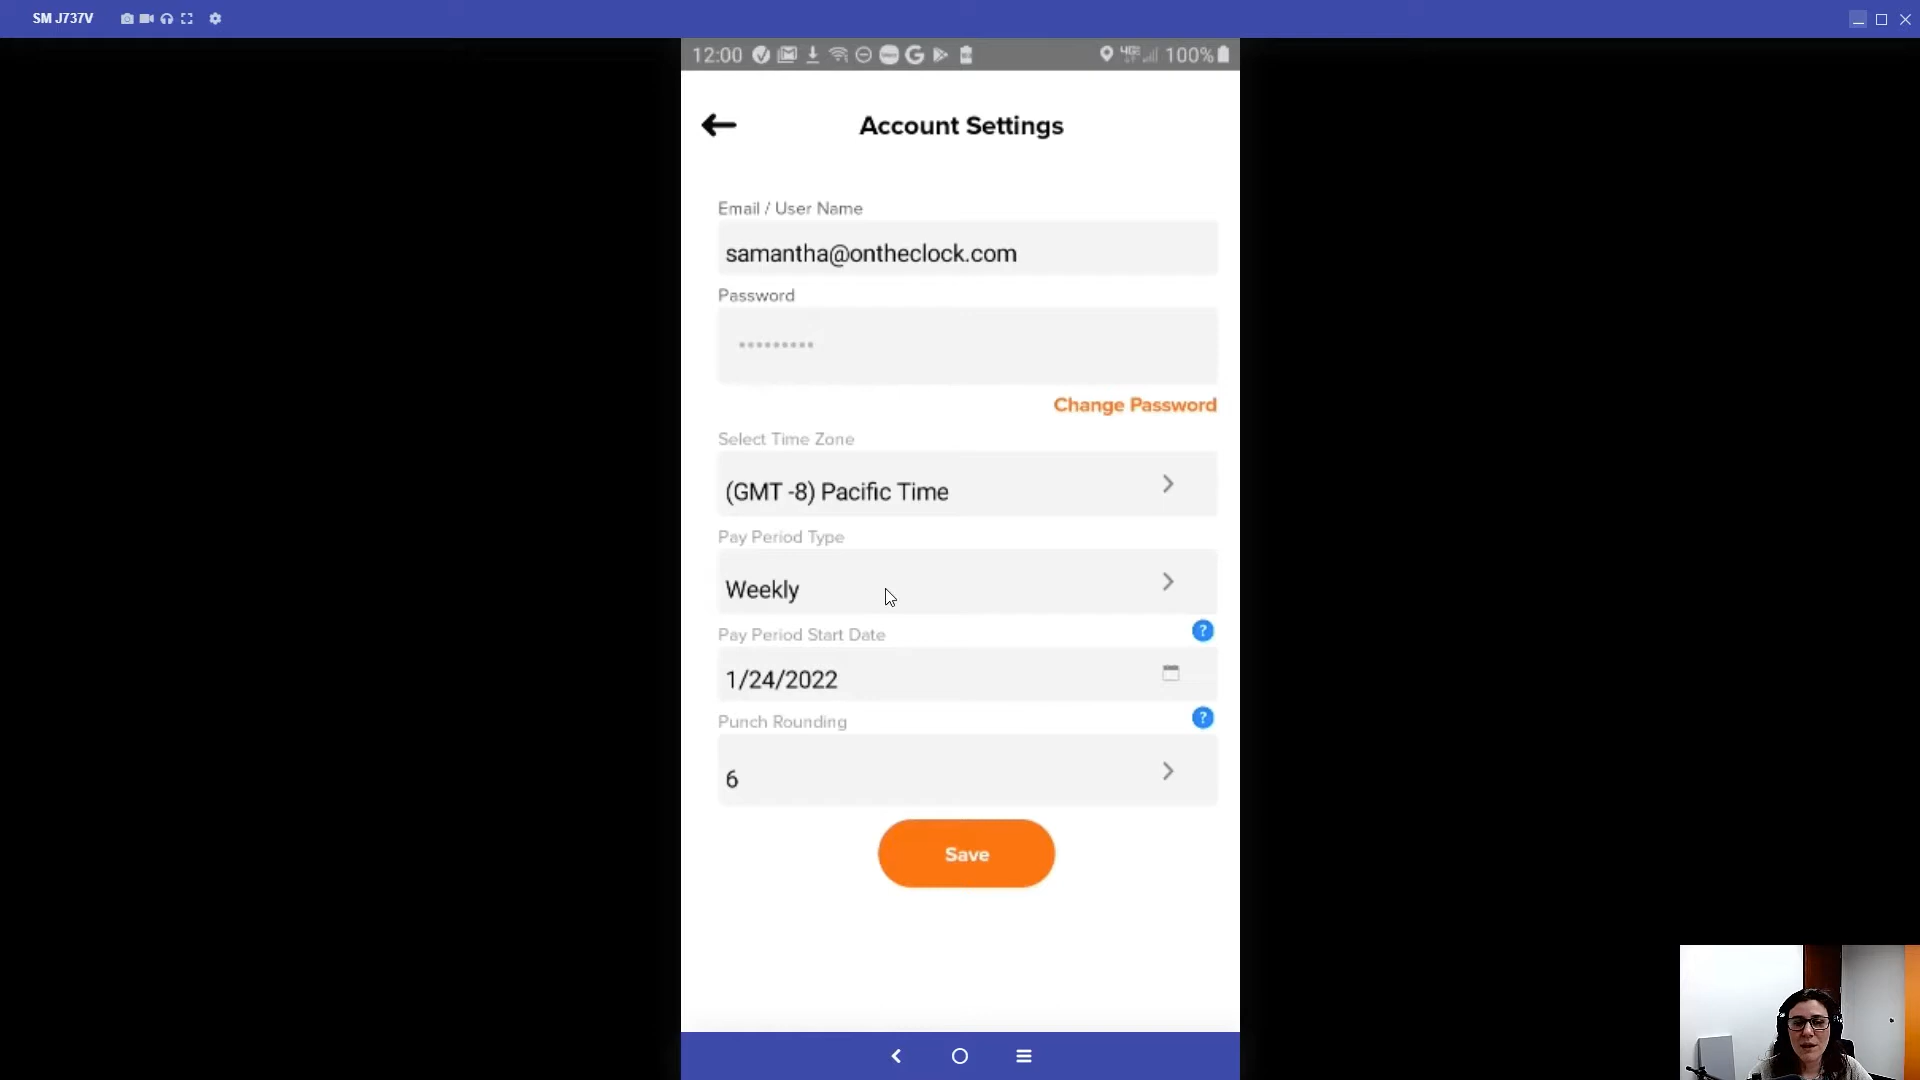 SM J737V
12:00
100%
Account Settings
Email / User Name
samantha@ontheclock.com
Password
Change Password
Select Time Zone
(GMT -8) Pacific Time
Pay Period Type
Weekly
Pay Period Start Date
?
1/24/2022
Punch Rounding
?
6
Save